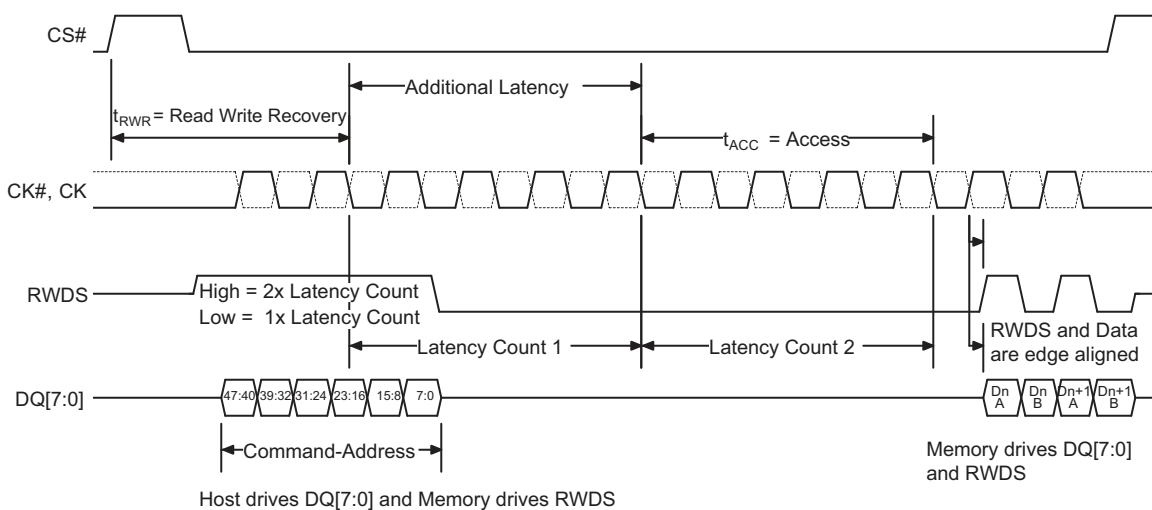 CS#
Additional Latency
tRWR = Read Write Recovery
tACC = Access
CK#, CK
RWDS
High = 2x Latency Count
Low = 1x Latency Count
Latency Count 1
Latency Count 2
RWDS and Data
are edge aligned
DQ[7:0]
47:40
39:32
31:24
23:16
15:8
7:0
Dn
A
Dn
B
Dn+1
A
Dn+1
B
Command-Address
Memory drives DQ[7:0]
and RWDS
Host drives DQ[7:0] and Memory drives RWDS